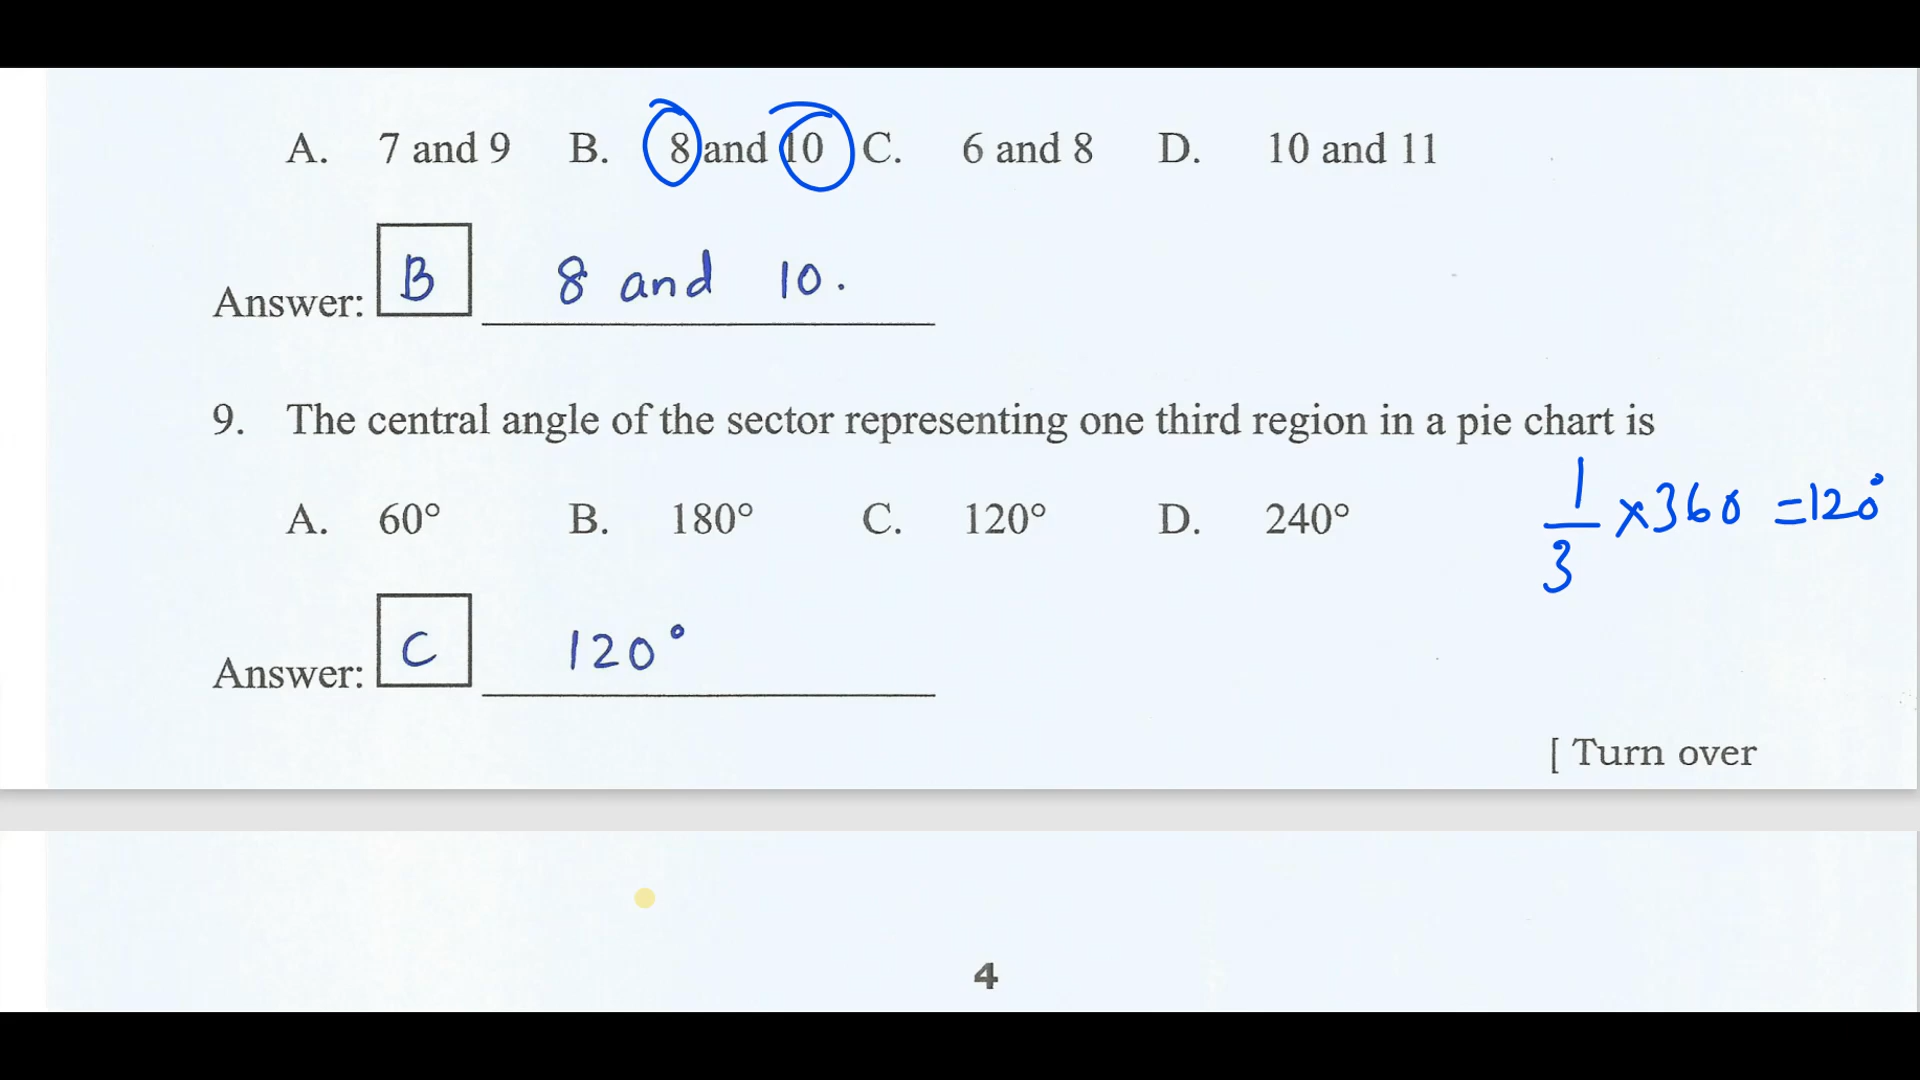 A. 7 and 9 B. 8 and 10 C. 6 and 8 D. 10 and 11
Answer: B 8 and 10.
9. The central angle of the sector representing one third region in a pie chart is
A. 60° B. 180° C. 120° D. 240°
1/3 ×360 =120°
Answer: C 120°
[ Turn over
4